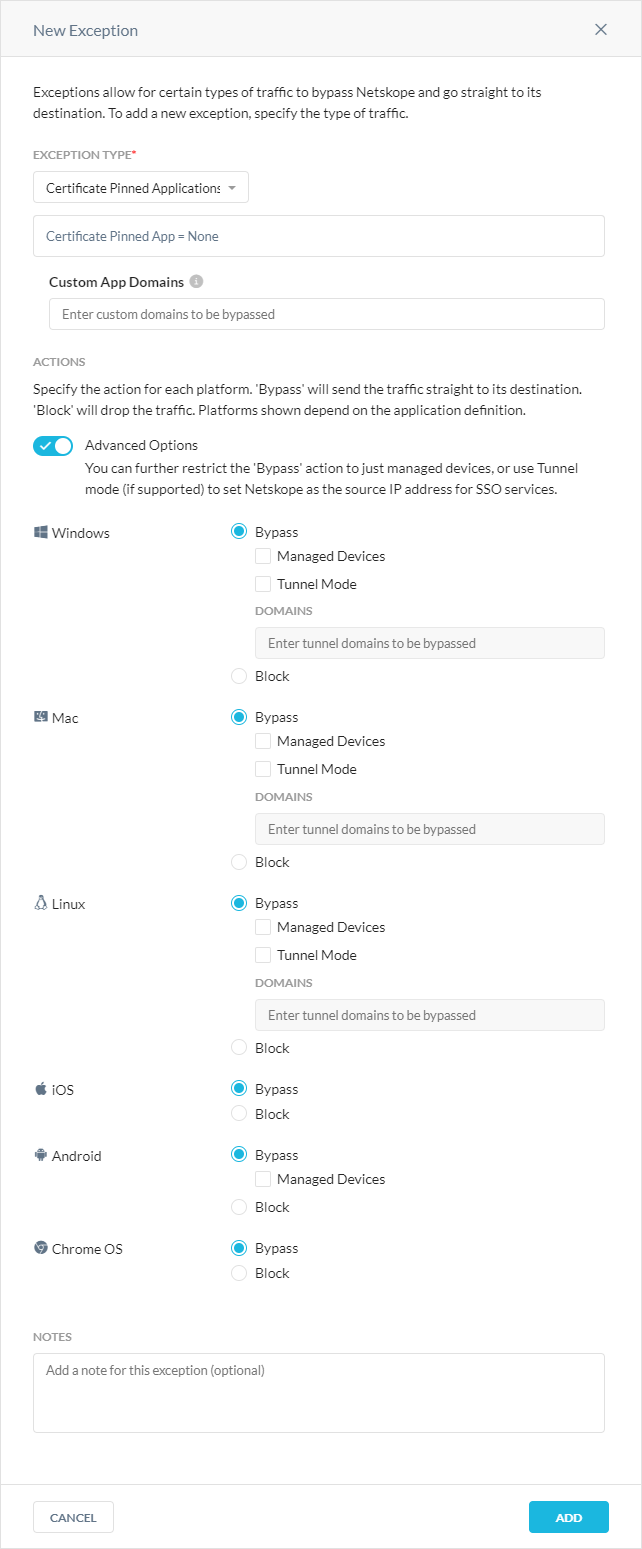 New Exception
Exceptions allow for certain types of traffic to bypass Netskope and go straight to its
destination. To add a new exception, specify the type of traffic.
EXCEPTION TYPE*
Certificate Pinned Applications
Certificate Pinned App = None
Custom App Domains
Enter custom domains to be bypassed
ACTIONS
Specify the action for each platform. 'Bypass' will send the traffic straight to its destination.
'Block' will drop the traffic. Platforms shown depend on the application definition.
Advanced Options
You can further restrict the 'Bypass' action to just managed devices, or use Tunnel
mode (if supported) to set Netskope as the source IP address for SSO services.
Windows
Bypass
Managed Devices
Tunnel Mode
DOMAINS
Enter tunnel domains to be bypassed
Block
Mac
Bypass
Managed Devices
Tunnel Mode
DOMAINS
Enter tunnel domains to be bypassed
Block
Linux
Bypass
Managed Devices
Tunnel Mode
DOMAINS
Enter tunnel domains to be bypassed
Block
iOS
Bypass
Block
Android
Bypass
Managed Devices
Block
Chrome OS
Bypass
Block
NOTES
Add a note for this exception (optional)
CANCEL
ADD